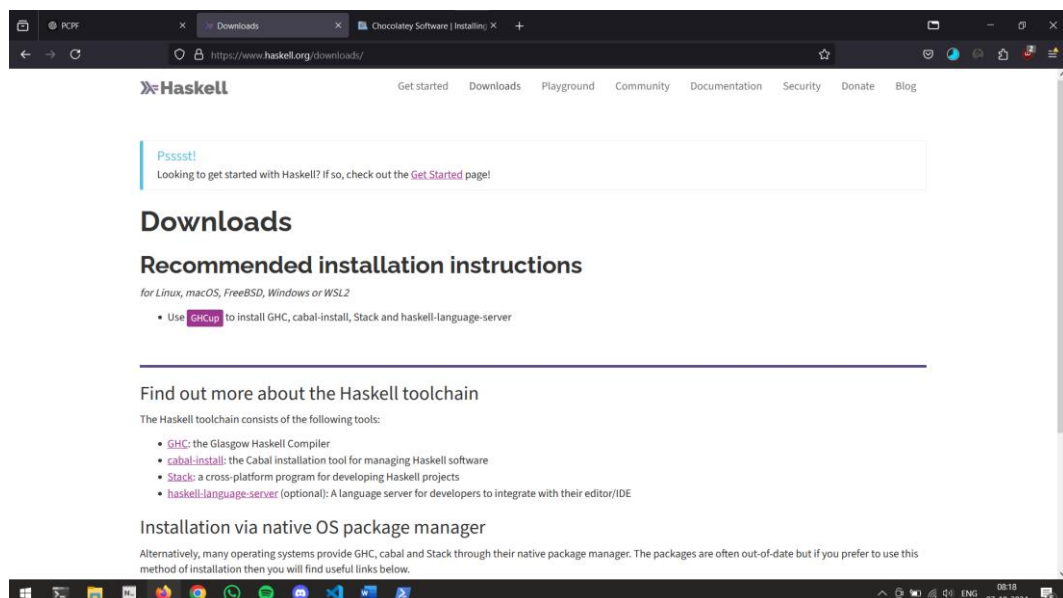 PCPF
Downloads
Chocolatey Software | Installing
https://www.haskell.org/downloads/
Haskell
Get started Downloads Playground Community Documentation Security Donate Blog
Psssst!
Looking to get started with Haskell? If so, check out the Get Started page!
Downloads
Recommended installation instructions
for Linux, macOS, FreeBSD, Windows or WSL2
• Use GHCup to install GHC, cabal-install, Stack and haskell-language-server
Find out more about the Haskell toolchain
The Haskell toolchain consists of the following tools:
• GHC: the Glasgow Haskell Compiler
• cabal-install: the Cabal installation tool for managing Haskell software
• Stack: a cross-platform program for developing Haskell projects
• haskell-language-server (optional): A language server for developers to integrate with their editor/IDE
Installation via native OS package manager
Alternatively, many operating systems provide GHC, cabal and Stack through their native package manager. The packages are often out-of-date but if you prefer to use this
method of installation then you will find useful links below.
ENG
08:18